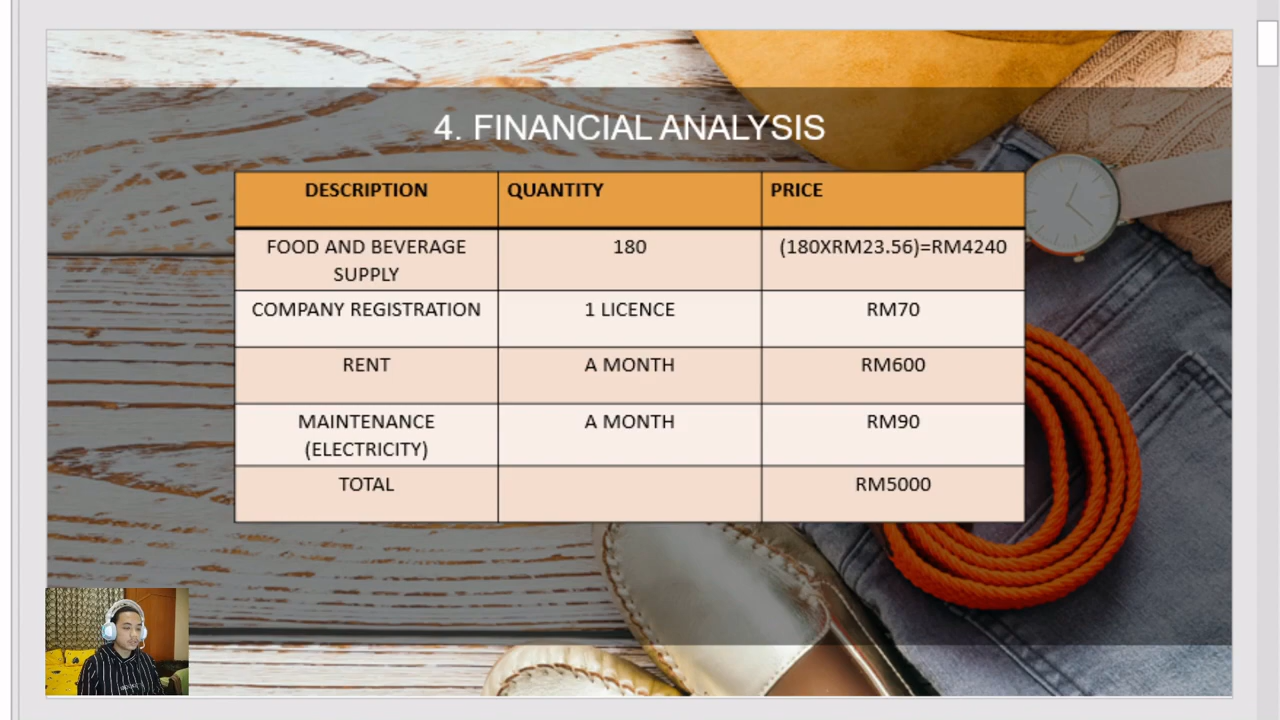 4. FINANCIAL ANALYSIS
DESCRIPTION QUANTITY PRICE
FOOD AND BEVERAGE SUPPLY 180 (180XRM23.56)=RM4240
COMPANY REGISTRATION 1 LICENCE RM70
RENT A MONTH RM600
MAINTENANCE (ELECTRICITY) A MONTH RM90
TOTAL RM5000